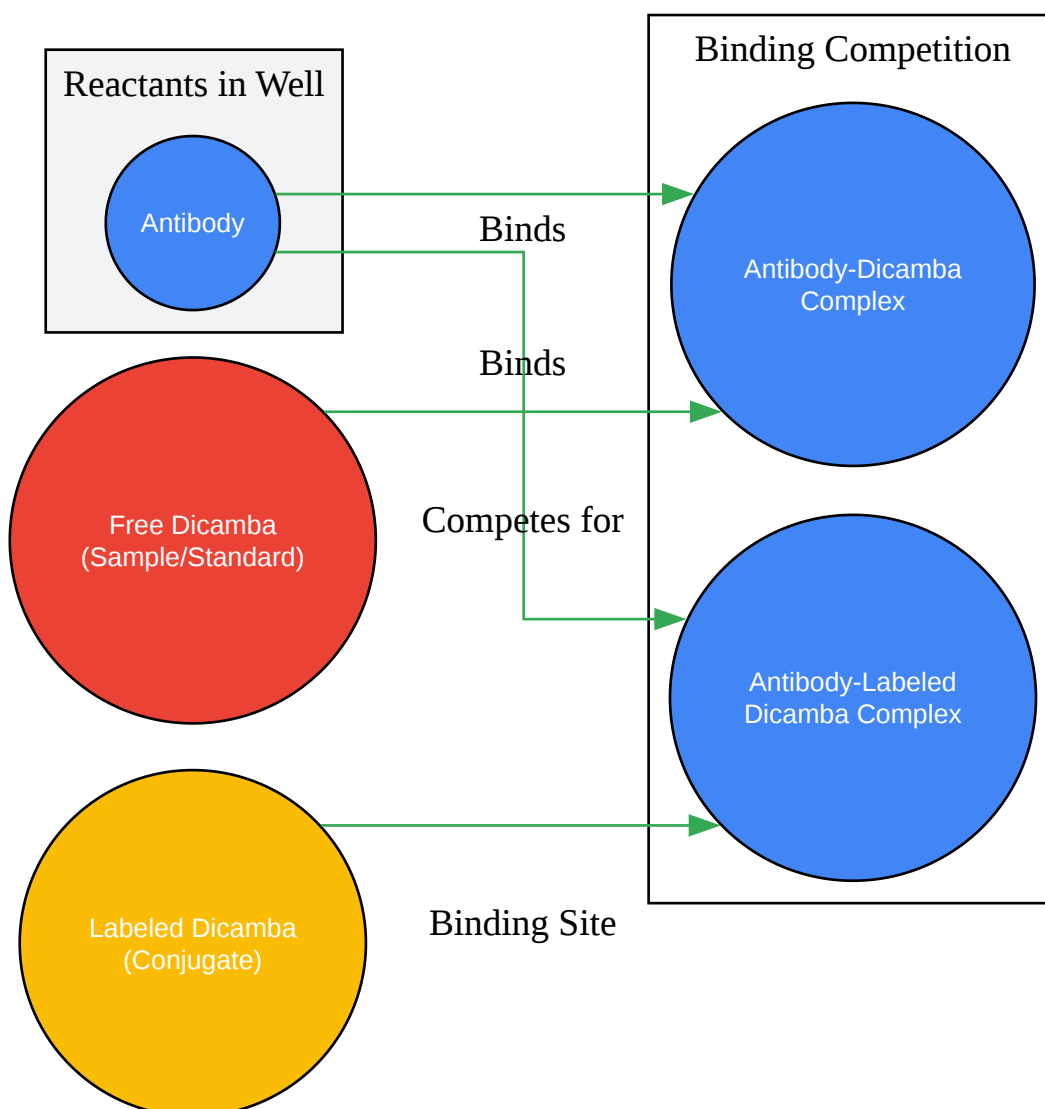 Reactants in Well
Antibody
Free Dicamba
(Sample/Standard)
Labeled Dicamba
(Conjugate)
Binds
Binds
Competes for
Binding Site
Binding Competition
Antibody-Dicamba
Complex
Antibody-Labeled
Dicamba Complex